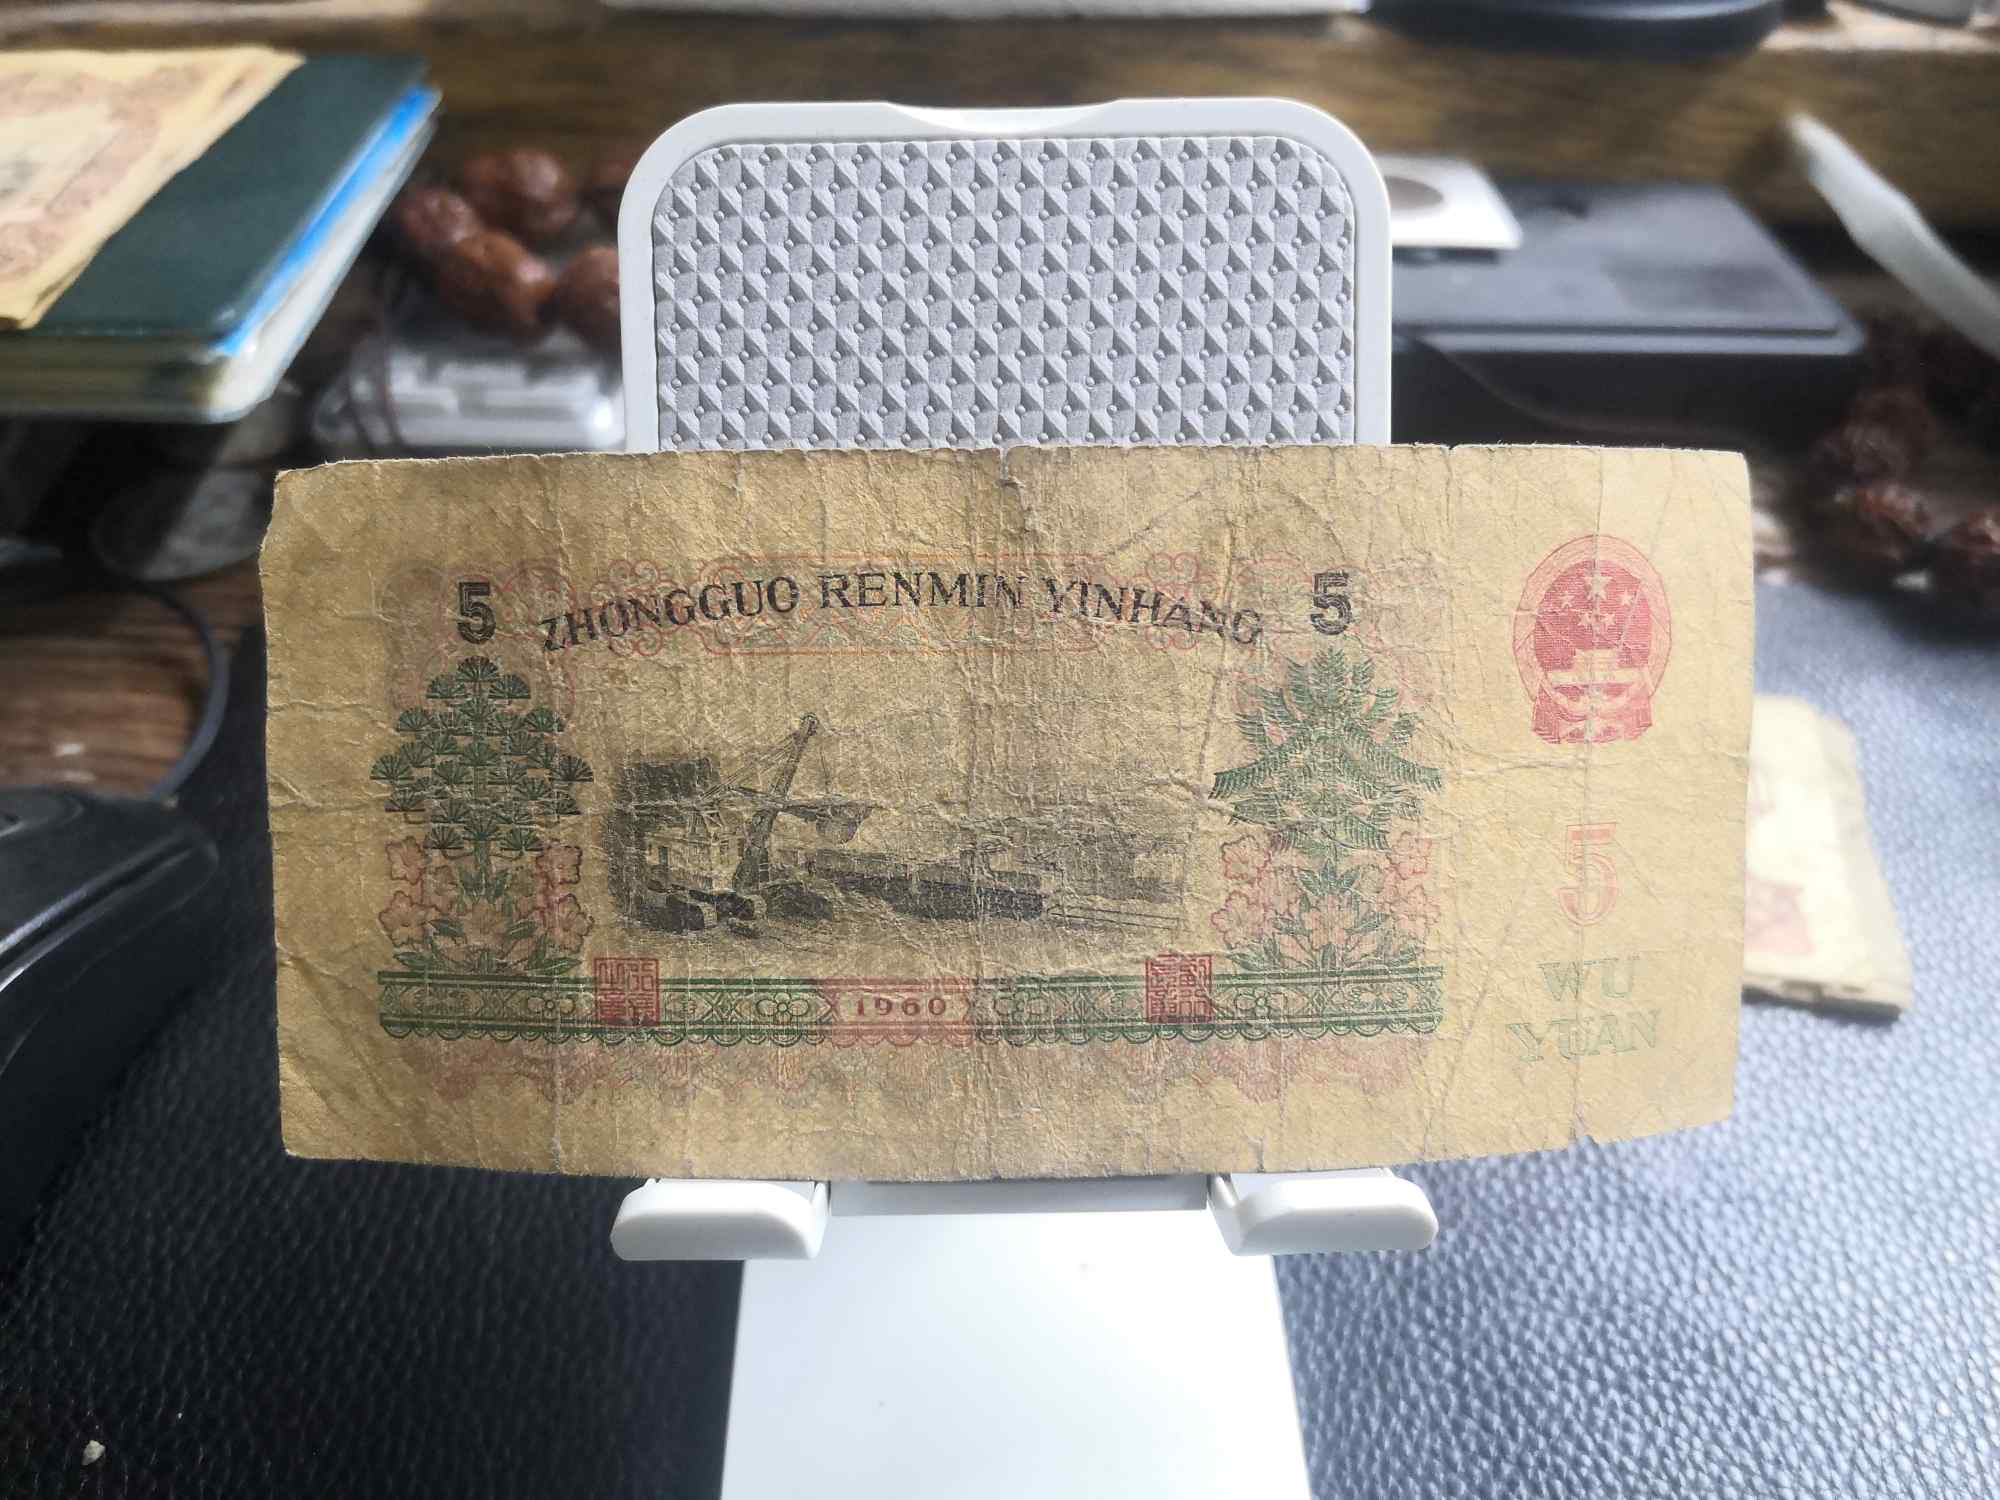 5 ZHONGGUO RENMIN YINHANG 5
1960
5
WU
YUAN